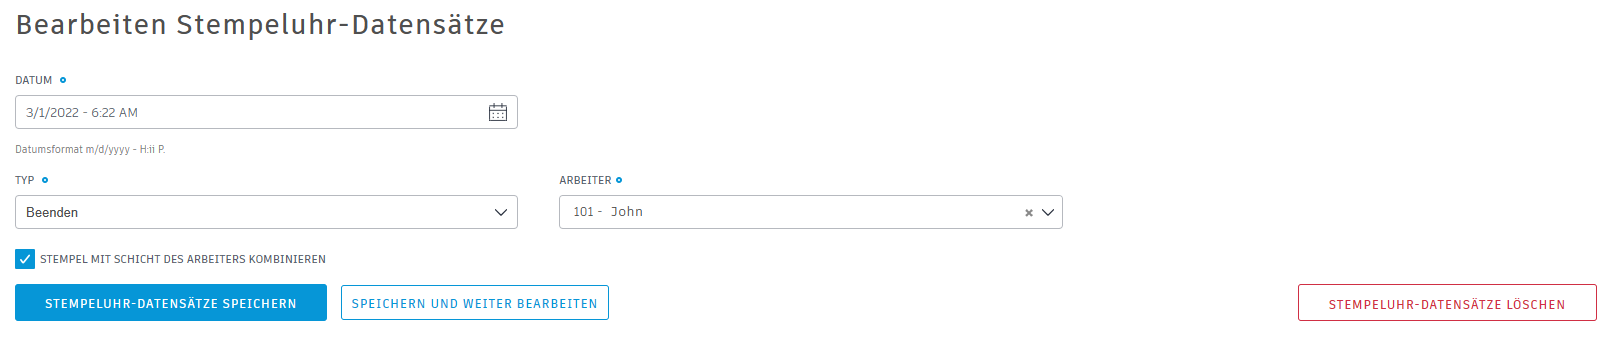 Bearbeiten Stempeluhr-Datensätze
DATUM
3/1/2022 - 6:22 AM
Datumsformat m/d/yyyy - H:ii P.
TYP
ARBEITER
Beenden
101 - John
STEMPEL MIT SCHICHT DES ARBEITERS KOMBINIEREN
STEMPELUHR-DATENSÄTZE SPEICHERN
SPEICHERN UND WEITER BEARBEITEN
STEMPELUHR-DATENSÄTZE LÖSCHEN